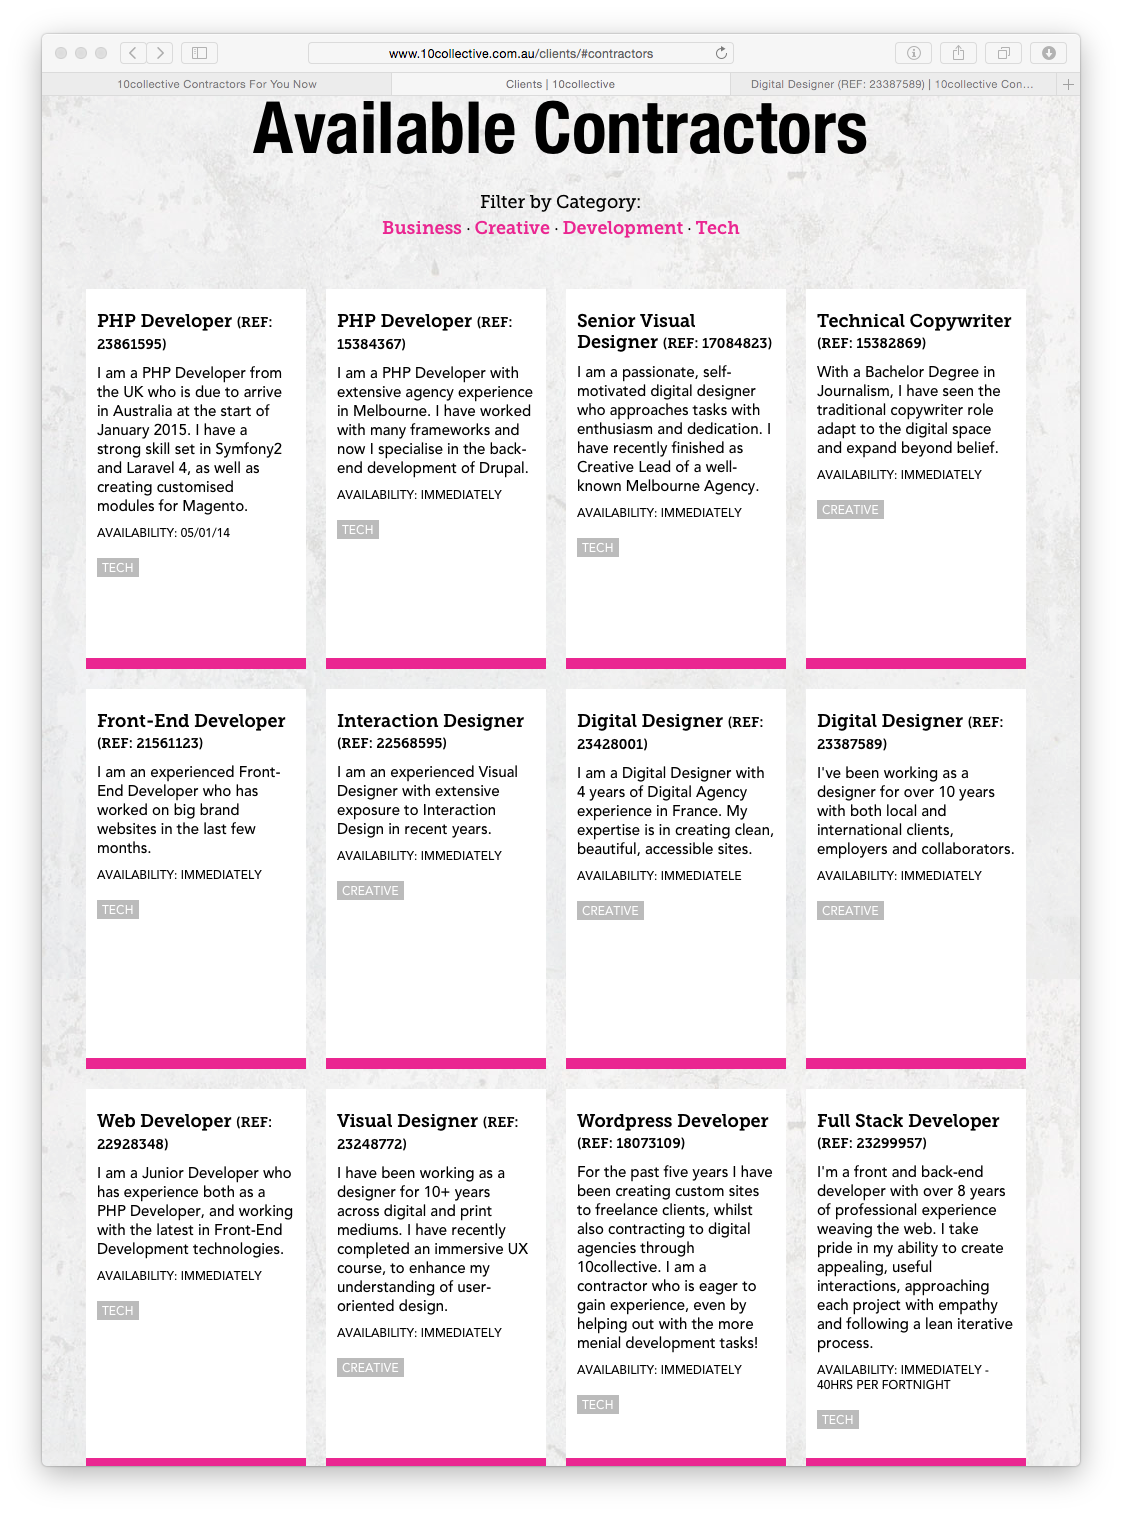 www.10collective.com.au/clients/#contractors
10collective Contractors For You Now
Clients | 10collective
Digital Designer (REF: 23387589) | 10collective Con...
Available Contractors
Filter by Category:
Business · Creative · Development · Tech
PHP Developer (REF:
23861595)
I am a PHP Developer from
the UK who is due to arrive
in Australia at the start of
January 2015. I have a
strong skill set in Symfony2
and Laravel 4, as well as
creating customised
modules for Magento.
AVAILABILITY: 05/01/14
TECH
PHP Developer (REF:
15384367)
I am a PHP Developer with
extensive agency experience
in Melbourne. I have worked
with many frameworks and
now I specialise in the back-
end development of Drupal.
AVAILABILITY: IMMEDIATELY
TECH
Senior Visual
Designer (REF: 17084823)
I am a passionate, self-
motivated digital designer
who approaches tasks with
enthusiasm and dedication. I
have recently finished as
Creative Lead of a well-
known Melbourne Agency.
AVAILABILITY: IMMEDIATELY
TECH
Technical Copywriter
(REF: 15382869)
With a Bachelor Degree in
Journalism, I have seen the
traditional copywriter role
adapt to the digital space
and expand beyond belief.
AVAILABILITY: IMMEDIATELY
CREATIVE
Front-End Developer
(REF: 21561123)
I am an experienced Front-
End Developer who has
worked on big brand
websites in the last few
months.
AVAILABILITY: IMMEDIATELY
TECH
Interaction Designer
(REF: 22568595)
I am an experienced Visual
Designer with extensive
exposure to Interaction
Design in recent years.
AVAILABILITY: IMMEDIATELY
CREATIVE
Digital Designer (REF:
23428001)
I am a Digital Designer with
4 years of Digital Agency
experience in France. My
expertise is in creating clean,
beautiful, accessible sites.
AVAILABILITY: IMMEDIATELE
CREATIVE
Digital Designer (REF:
23387589)
I've been working as a
designer for over 10 years
with both local and
international clients,
employers and collaborators.
AVAILABILITY: IMMEDIATELY
CREATIVE
Web Developer (REF:
22928348)
I am a Junior Developer who
has experience both as a
PHP Developer, and working
with the latest in Front-End
Development technologies.
AVAILABILITY: IMMEDIATELY
TECH
Visual Designer (REF:
23248772)
I have been working as a
designer for 10+ years
across digital and print
mediums. I have recently
completed an immersive UX
course, to enhance my
understanding of user-
oriented design.
AVAILABILITY: IMMEDIATELY
CREATIVE
Wordpress Developer
(REF: 18073109)
For the past five years I have
been creating custom sites
to freelance clients, whilst
also contracting to digital
agencies through
10collective. I am a
contractor who is eager to
gain experience, even by
helping out with the more
menial development tasks!
AVAILABILITY: IMMEDIATELY
TECH
Full Stack Developer
(REF: 23299957)
I'm a front and back-end
developer with over 8 years
of professional experience
weaving the web. I take
pride in my ability to create
appealing, useful
interactions, approaching
each project with empathy
and following a lean iterative
process.
AVAILABILITY: IMMEDIATELY -
40HRS PER FORTNIGHT
TECH